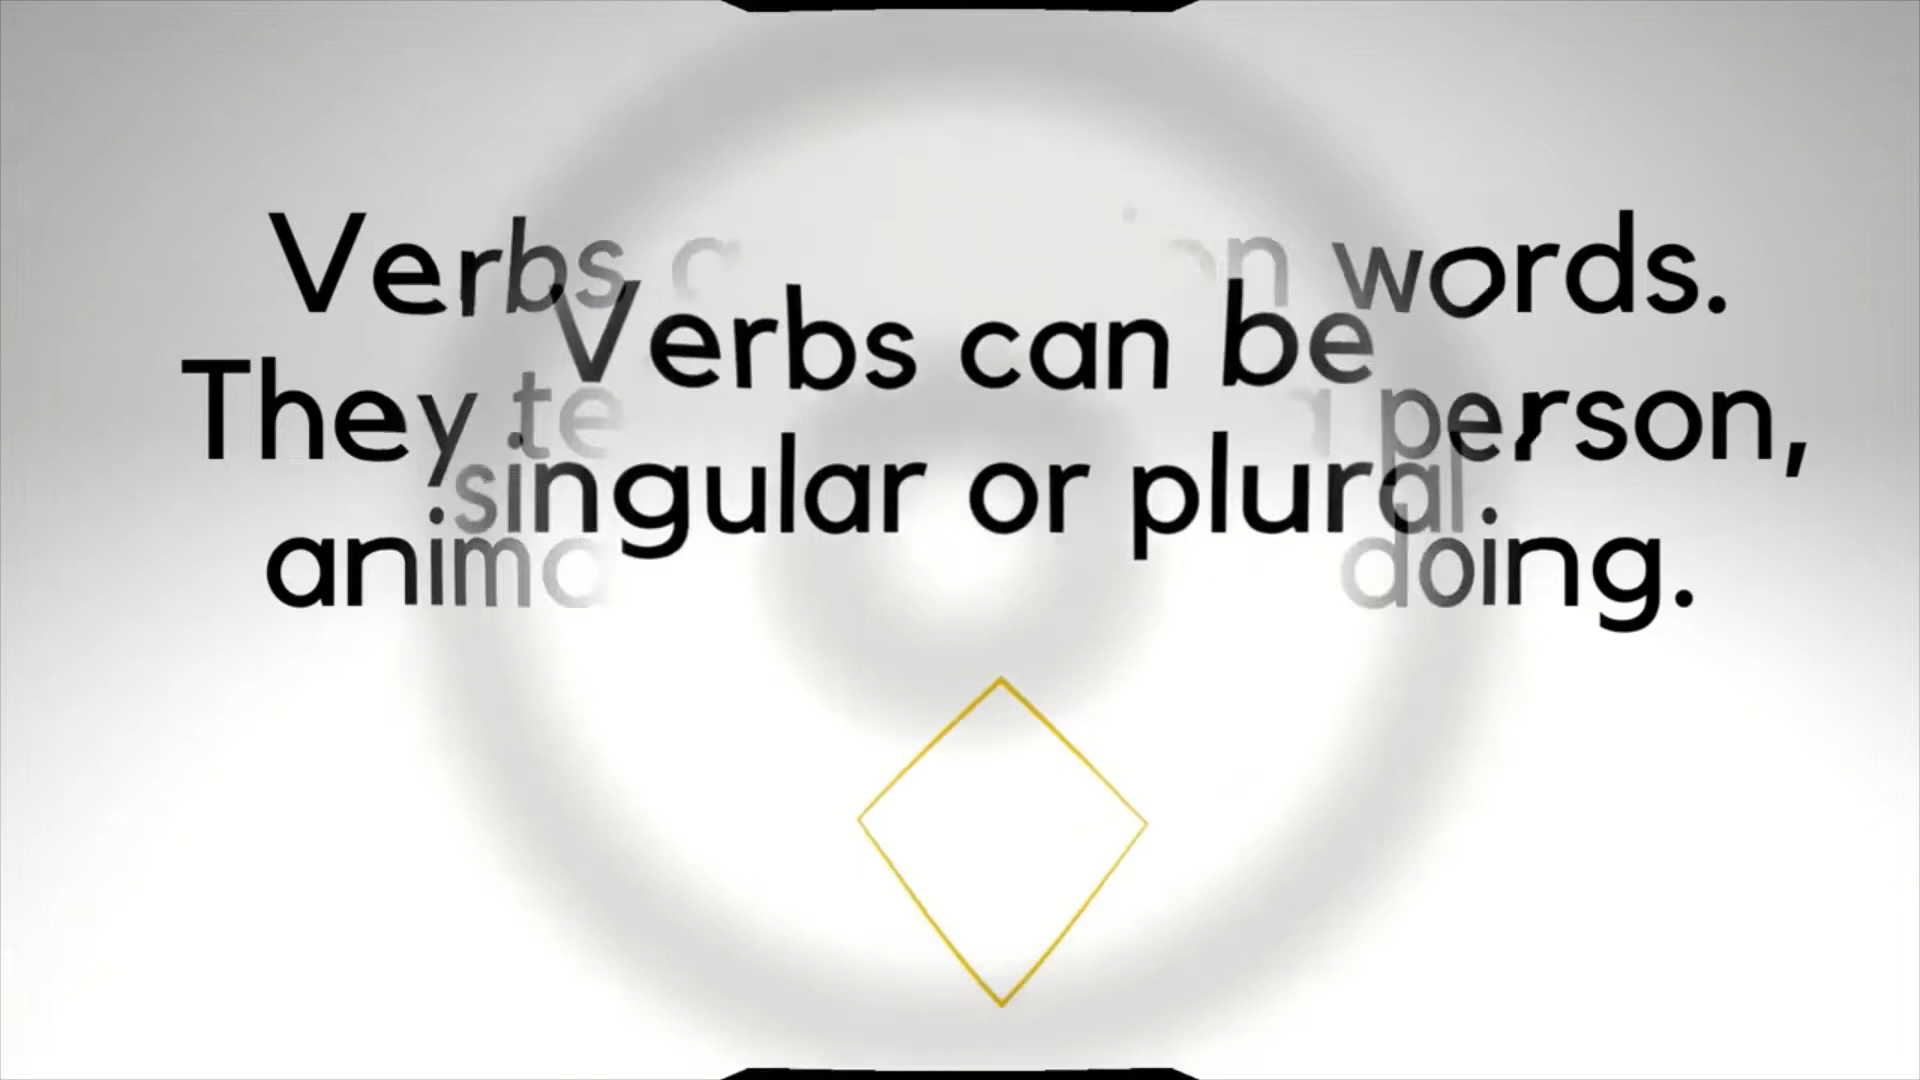 Verbs words.
They person,
doing.
Verbs can be
singular or plural